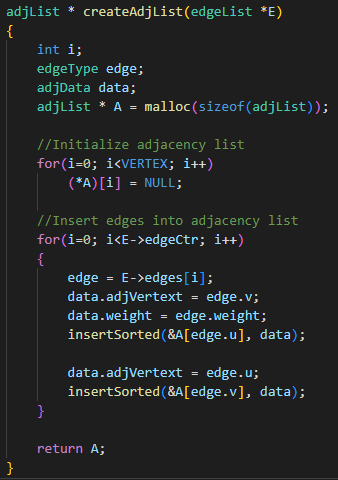 adjList * createAdjList(edgeList *E)
{
    int i;
    edgeType edge;
    adjData data;
    adjList * A = malloc(sizeof(adjList));

    //Initialize adjacency list
    for(i=0; i<VERTEX; i++)
        (*A)[i] = NULL;

    //Insert edges into adjacency list
    for(i=0; i<E->edgeCtr; i++)
    {
        edge = E->edges[i];
        data.adjVertext = edge.v;
        data.weight = edge.weight;
        insertSorted(&A[edge.u], data);

        data.adjVertext = edge.u;
        insertSorted(&A[edge.v], data);
    }

    return A;
}